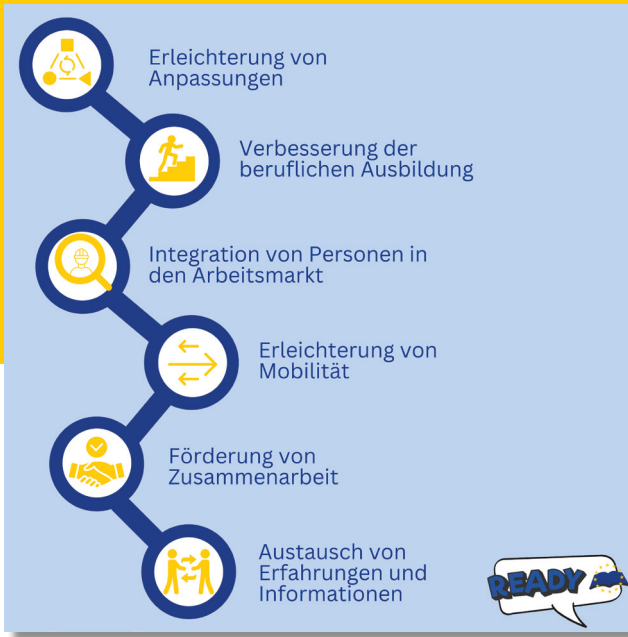 Erleichterung von
Anpassungen
Verbesserung der
beruflichen Ausbildung
Integration von Personen in
den Arbeitsmarkt
Erleichterung von
Mobilität
Förderung von
Zusammenarbeit
Austausch von
Erfahrungen und
Informationen
READY